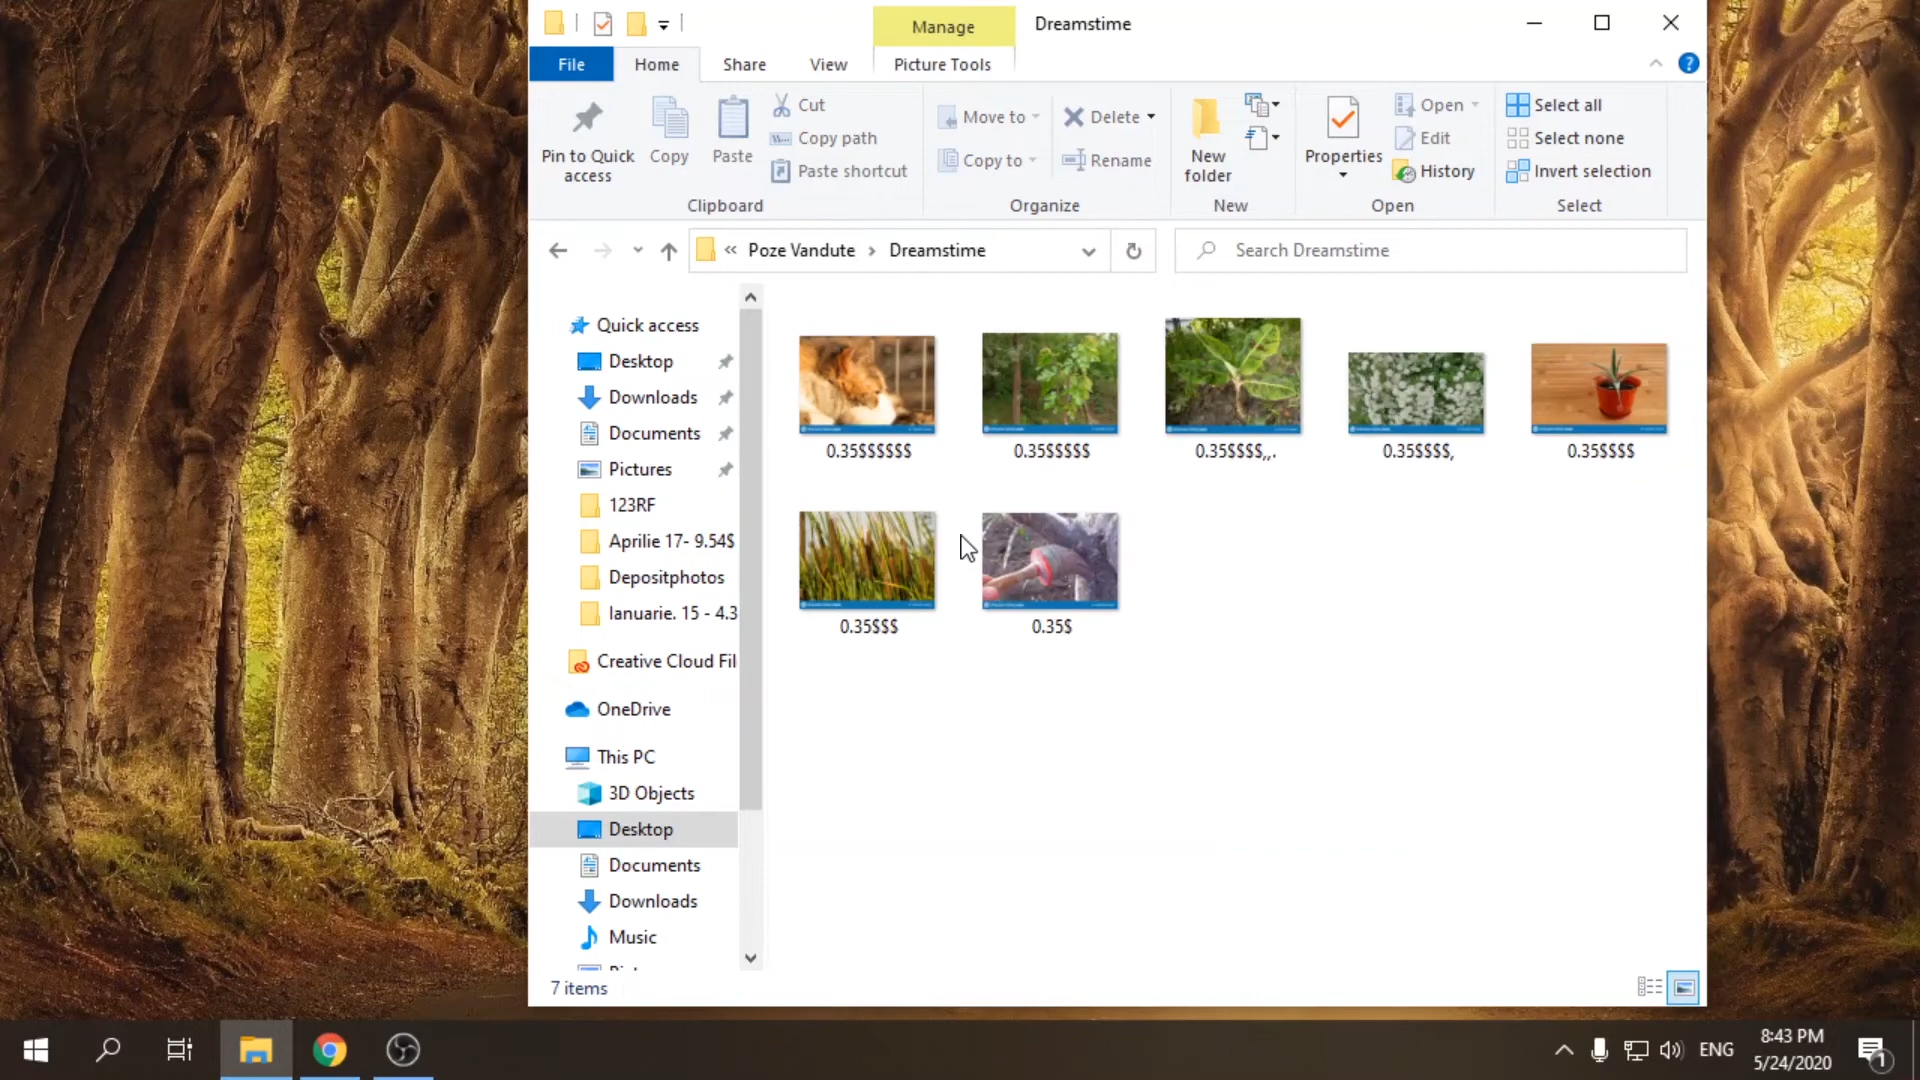 Manage
Dreamstime
File
Home
Share
View
Picture Tools
Pin to Quick access
Copy
Paste
Cut
Copy path
Paste shortcut
Clipboard
Move to
Copy to
Delete
Rename
Organize
New folder
New
Properties
Open
Edit
History
Open
Select all
Select none
Invert selection
Select
« Poze Vandute › Dreamstime
Search Dreamstime
Quick access
Desktop
Downloads
Documents
Pictures
123RF
Aprilie 17- 9.54$
Depositphotos
Ianuarie. 15 - 4.3
Creative Cloud Fil
OneDrive
This PC
3D Objects
Desktop
Documents
Downloads
Music
0.35$$$$$$
0.35$$$$$
0.35$$$$,,.
0.35$$$$,
0.35$$$$
0.35$$$
0.35$
7 items
ENG
8:43 PM
5/24/2020
1